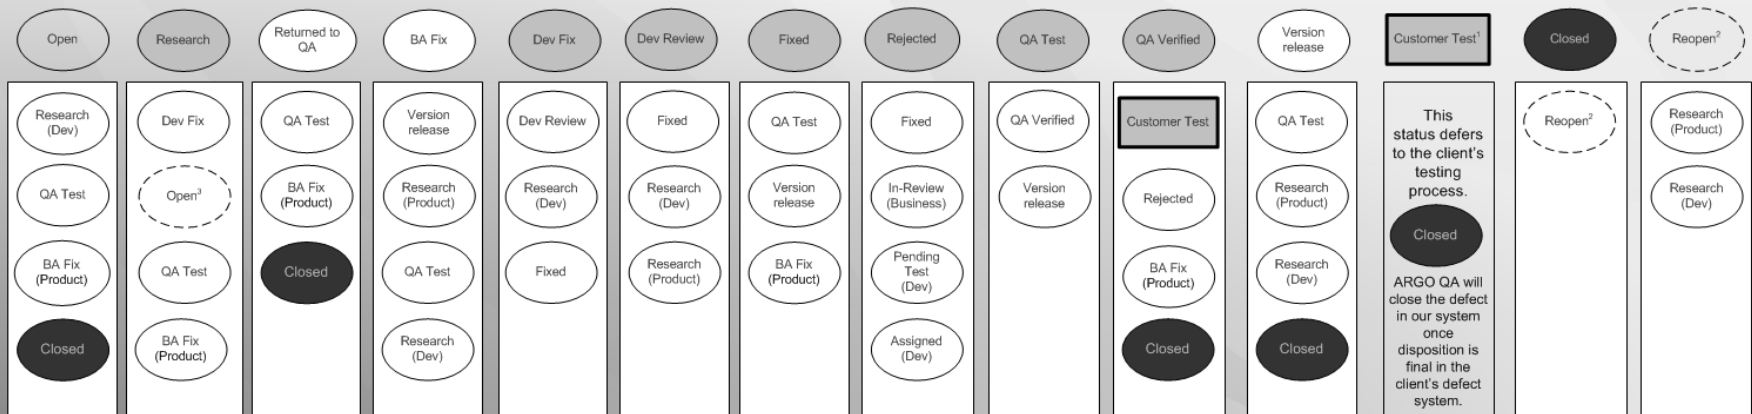 Open
Research
Returned to
QA
BA Fix
Dev Fix
Dev Review
Fixed
Rejected
QA Test
QA Verified
Version
release
Customer Test¹
Closed
Reopen²
Research
(Dev)
QA Test
BA Fix
(Product)
Closed
Dev Fix
Open³
QA Test
BA Fix
(Product)
QA Test
BA Fix
(Product)
Closed
Version
release
Research
(Product)
QA Test
Research
(Dev)
Dev Review
Research
(Dev)
Fixed
Fixed
Research
(Dev)
Research
(Product)
QA Test
Version
release
BA Fix
(Product)
Fixed
In-Review
(Business)
Pending
Test
(Dev)
Assigned
(Dev)
QA Verified
Version
release
Customer Test
Rejected
BA Fix
(Product)
Closed
QA Test
Research
(Product)
Research
(Dev)
Closed
This
status defers
to the client's
testing
process.
Closed
ARGO QA will
close the defect
in our system
once
disposition is
final in the
client's defect
system.
Reopen²
Research
(Product)
Research
(Dev)